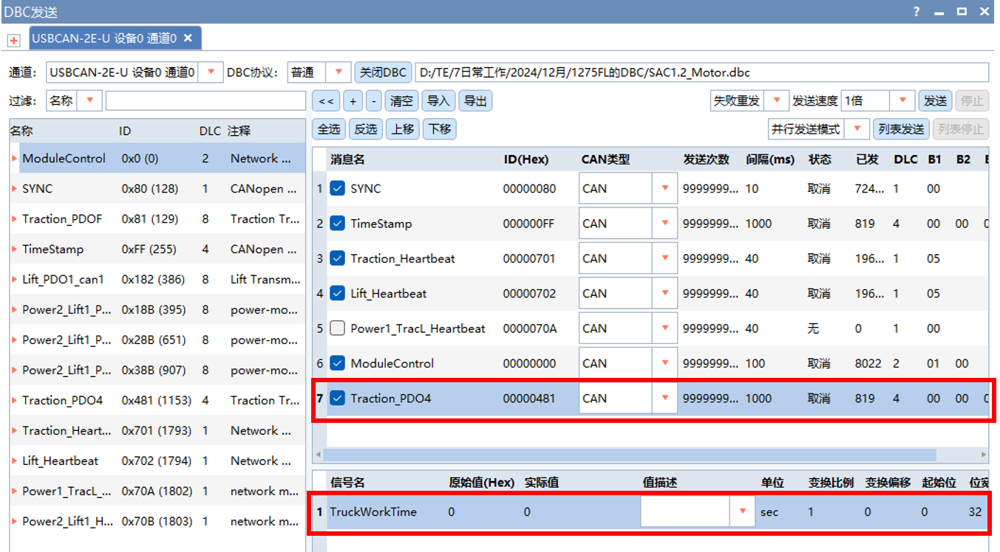 DBC发送
USBCAN-2E-U 设备0 通道0
通道: USBCAN-2E-U 设备0 通道0 DBC协议: 普通 关闭DBC D:/TE/7日常工作/2024/12月/1275FL的DBC/SAC1.2_Motor.dbc
过滤: 名称 << + - 清空 导入 导出 失败重发 发送速度 1倍 发送 停止
全选 反选 上移 下移 并行发送模式 列表发送 列表停止
名称 ID DLC 注释
ModuleControl 0x0 (0) 2 Network ...
SYNC 0x80 (128) 1 CANopen ...
Traction_PDOF 0x81 (129) 8 Traction Tr...
TimeStamp 0xFF (255) 4 CANopen ...
Lift_PDO1_can1 0x182 (386) 8 Lift Transm...
Power2_Lift1_P... 0x18B (395) 8 power-mo...
Power2_Lift1_P... 0x28B (651) 8 power-mo...
Power2_Lift1_P... 0x38B (907) 8 power-mo...
Traction_PDO4 0x481 (1153) 4 Traction Tr...
Traction_Heart... 0x701 (1793) 1 Network ...
Lift_Heartbeat 0x702 (1794) 1 Network ...
Power1_TracL_... 0x70A (1802) 1 network m...
Power2_Lift1_H... 0x70B (1803) 1 network m...
消息名 ID(Hex) CAN类型 发送次数 间隔(ms) 状态 已发 DLC B1 B2
1 SYNC 00000080 CAN 9999999... 10 取消 724... 1 00
2 TimeStamp 000000FF CAN 9999999... 1000 取消 819 4 00 00
3 Traction_Heartbeat 00000701 CAN 9999999... 40 取消 196... 1 05
4 Lift_Heartbeat 00000702 CAN 9999999... 40 取消 196... 1 05
5 Power1_TracL_Heartbeat 0000070A CAN 9999999... 40 无 0 1 00
6 ModuleControl 00000000 CAN 9999999... 100 取消 8022 2 01 00
7 Traction_PDO4 00000481 CAN 9999999... 1000 取消 819 4 00 00
信号名 原始值(Hex) 实际值 值描述 单位 变换比例 变换偏移 起始位 位
1 TruckWorkTime 0 0 sec 1 0 0 32